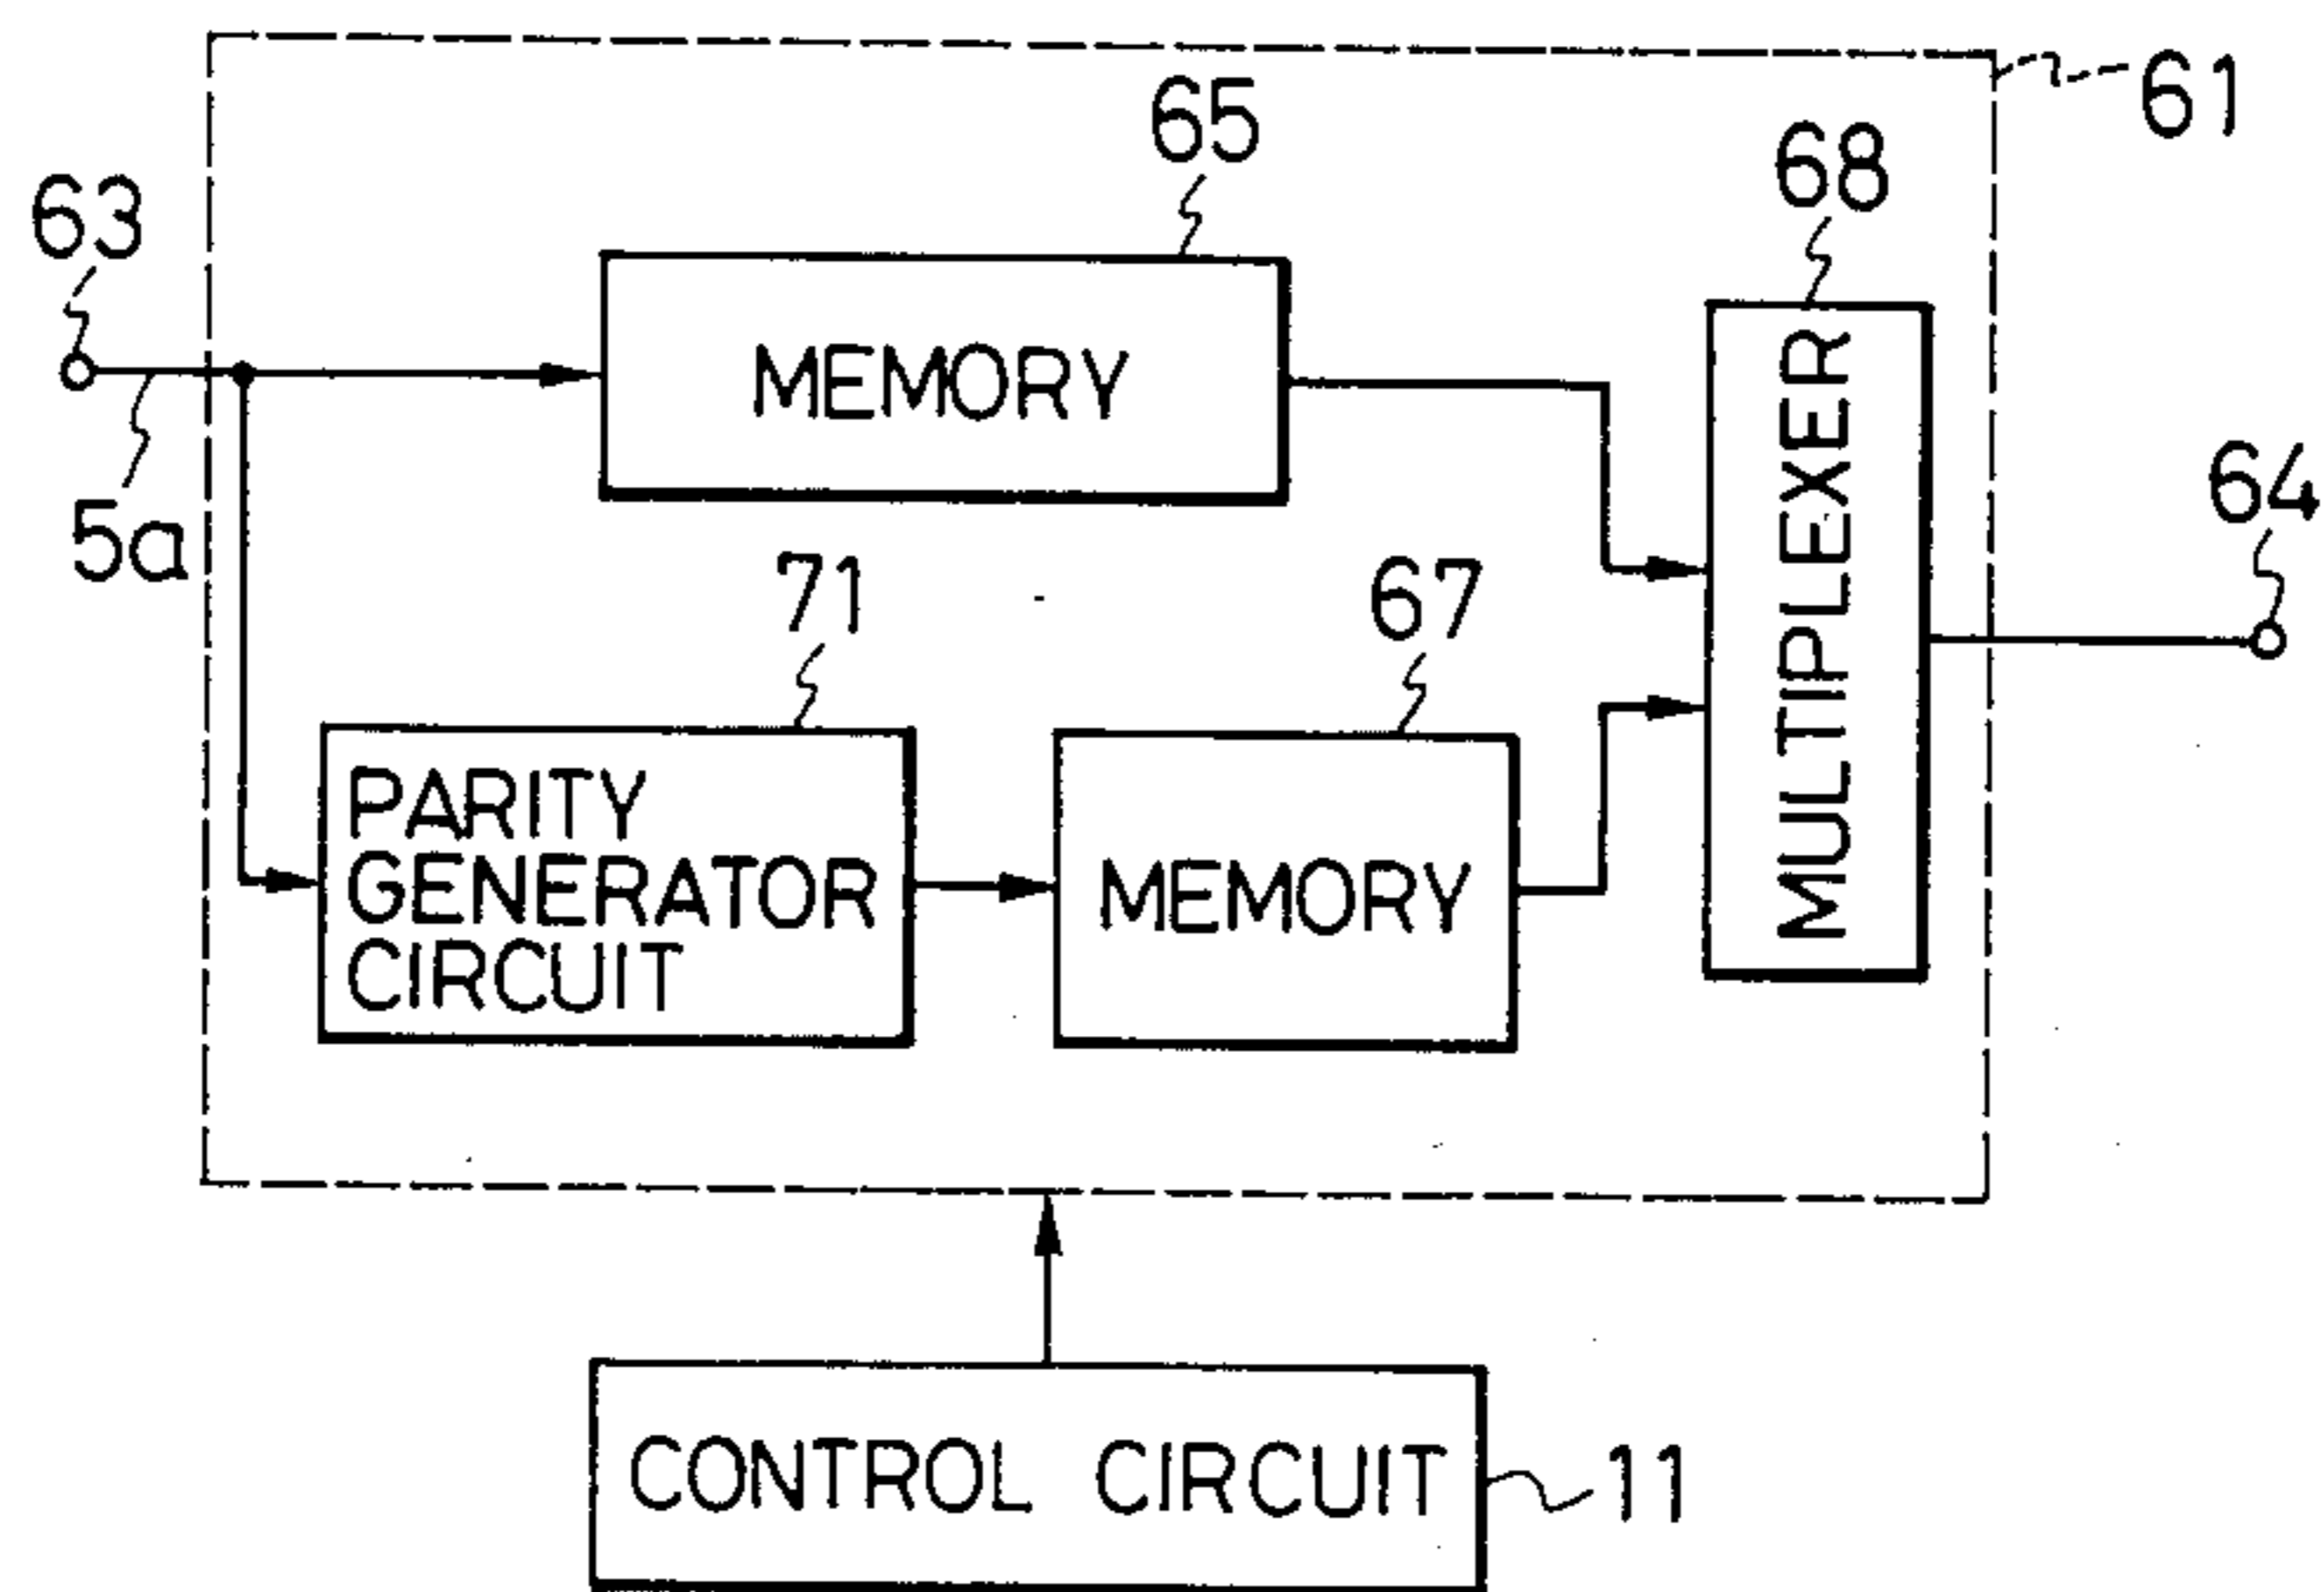 61
65
68
63
MEMORY
5a
64
71
67
MULTIPLEXER
PARITY
GENERATOR
CIRCUIT
MEMORY
CONTROL CIRCUIT
11